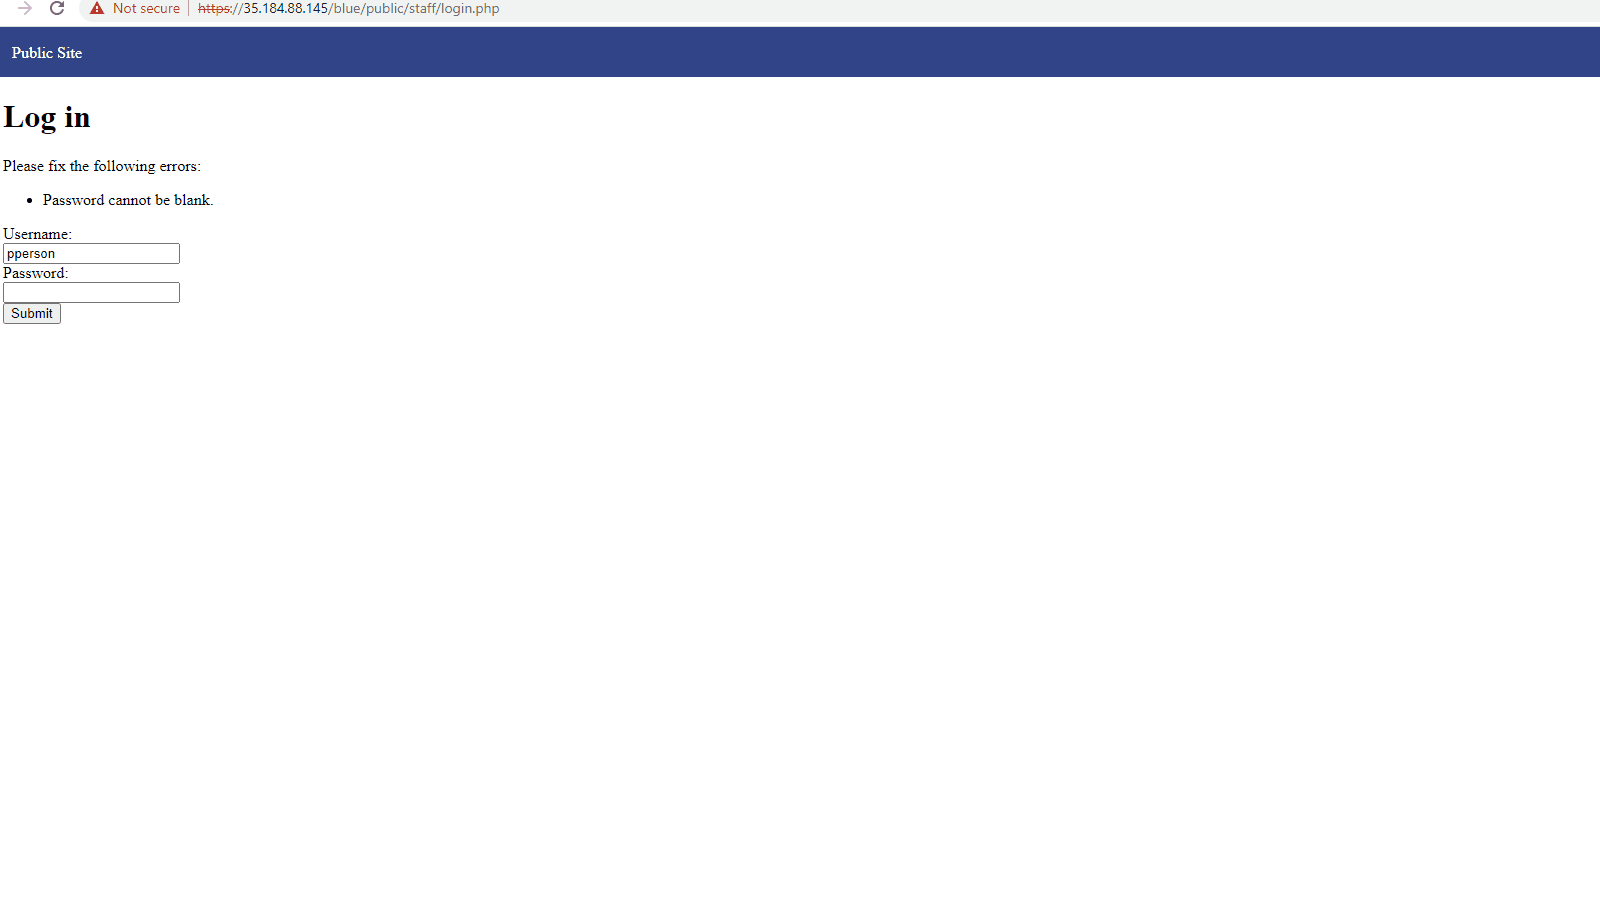 Not secure https://35.184.88.145/blue/public/staff/login.php
Public Site
Log in
Please fix the following errors:
Password cannot be blank.
Username:
pperson
Password:
Submit